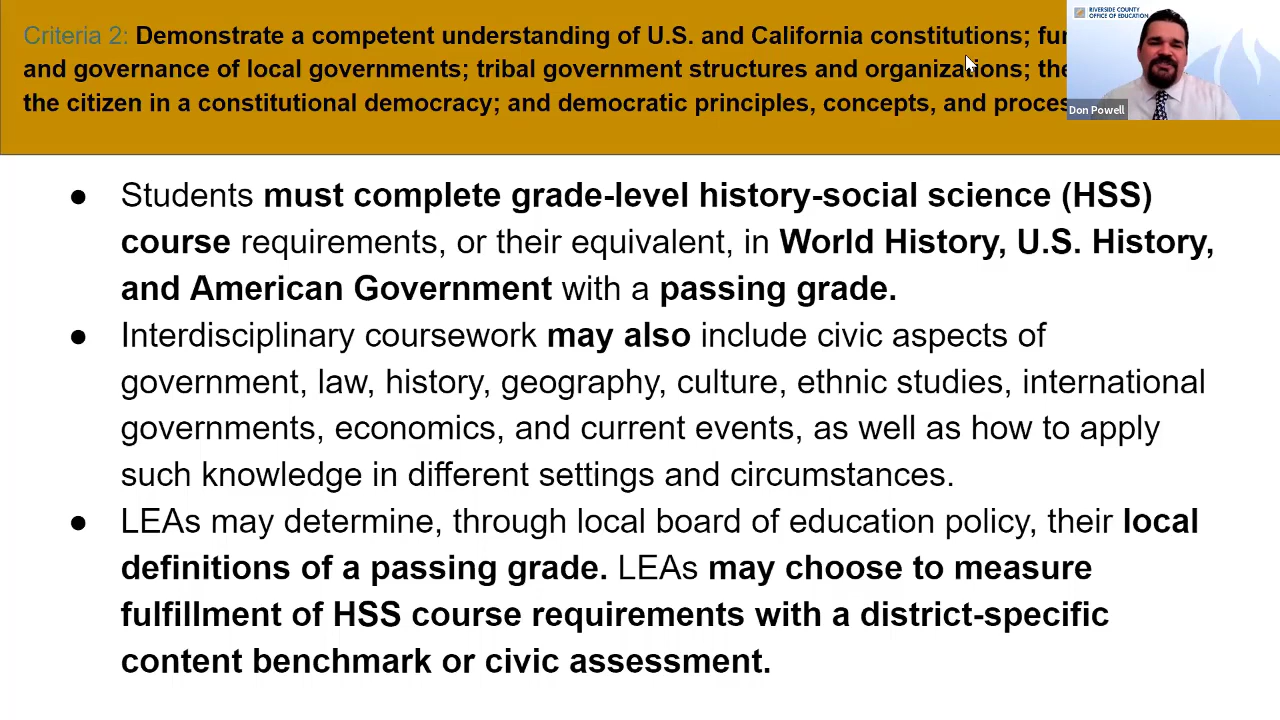 Criteria 2: Demonstrate a competent understanding of U.S. and California constitutions;
and governance of local governments; tribal government structures and organizations;
the citizen in a constitutional democracy; and democratic principles, concepts, and
RIVERSIDE COUNTY
OFFICE OF EDUCATION
Don Powell
● Students must complete grade-level history-social science (HSS)
course requirements, or their equivalent, in World History, U.S. History,
and American Government with a passing grade.
● Interdisciplinary coursework may also include civic aspects of
government, law, history, geography, culture, ethnic studies, international
governments, economics, and current events, as well as how to apply
such knowledge in different settings and circumstances.
● LEAs may determine, through local board of education policy, their local
definitions of a passing grade. LEAs may choose to measure
fulfillment of HSS course requirements with a district-specific
content benchmark or civic assessment.